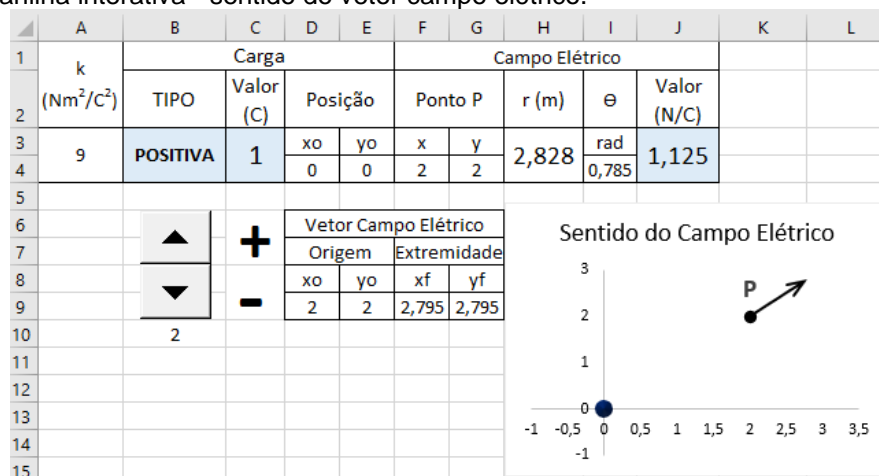 anilha interativa - sentido do vetor campo elétrico.
A B C D E F G H I J K L
1 k Carga Campo Elétrico
2 (Nm²/C²) TIPO Valor (C) Posição Ponto P r (m) Θ Valor (N/C)
3 9 POSITIVA 1 xo yo x y 2,828 rad 1,125
4 0 0 2 2 0,785
5
6 + Vetor Campo Elétrico Sentido do Campo Elétrico
7 Origem Extremidade
8 - xo yo xf yf
9 2 2 2,795 2,795
10 2
11
12
13
14
15
3
P
2
1
0
-1 -0,5 0 0,5 1 1,5 2 2,5 3 3,5
-1